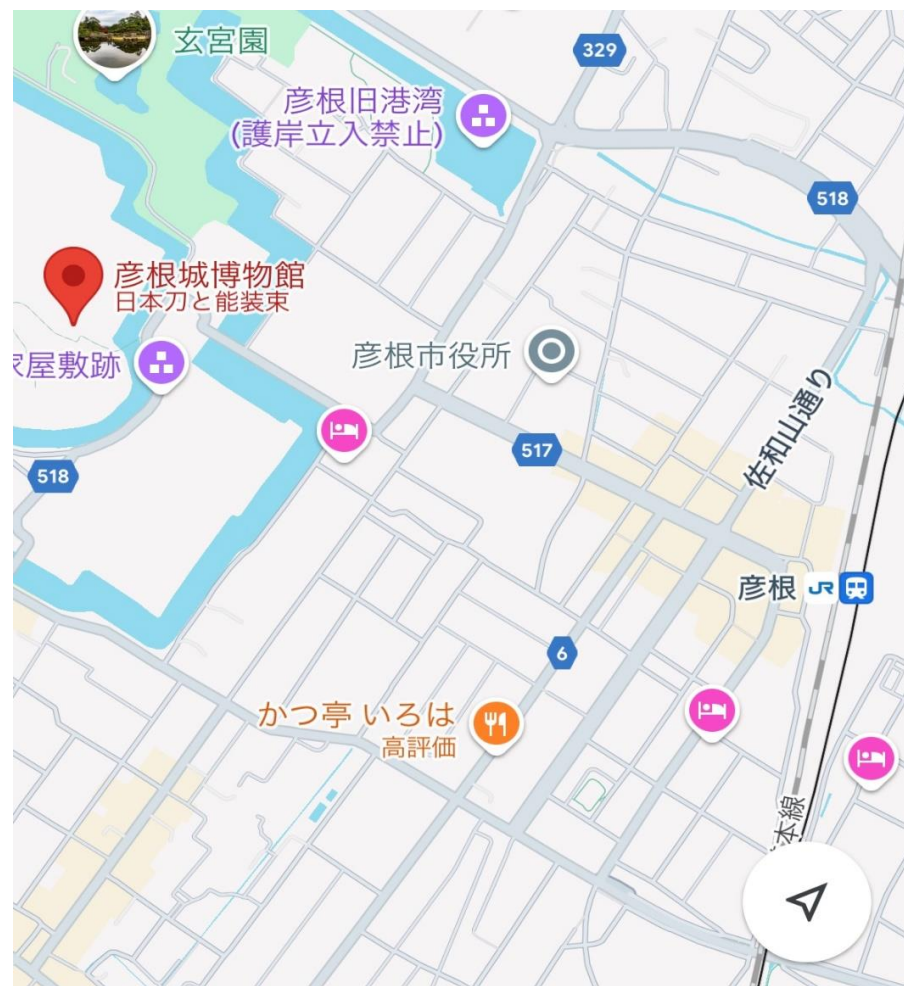 玄宮園
329
彦根旧港湾
(護岸立入禁止)
518
彦根城博物館
日本刀と能装束
家屋敷跡
彦根市役所
佐和山通り
517
518
彦根 JR
6
かつ亭 いろは
高評価
本線